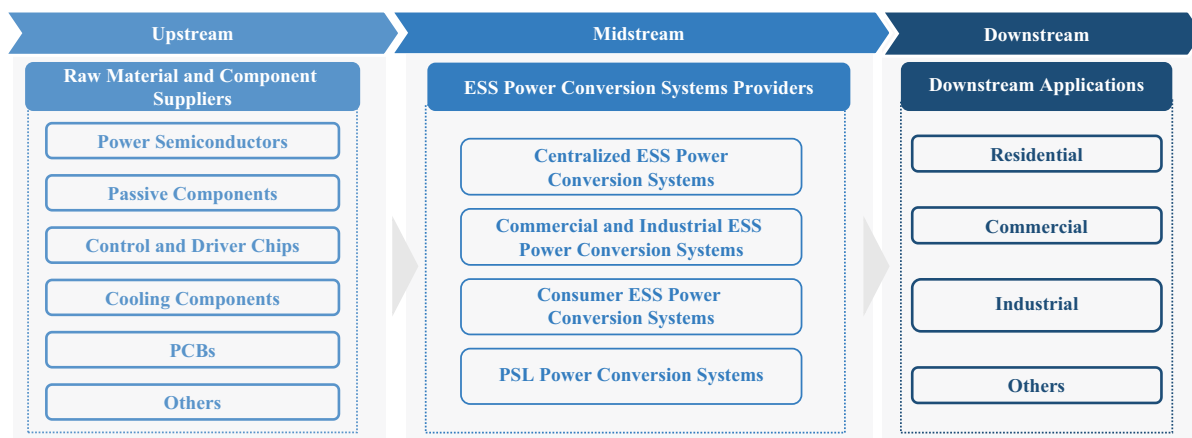 Upstream
Midstream
Downstream
Raw Material and Component
Suppliers
Power Semiconductors
Passive Components
Control and Driver Chips
Cooling Components
PCBs
Others
ESS Power Conversion Systems Providers
Centralized ESS Power
Conversion Systems
Commercial and Industrial ESS
Power Conversion Systems
Consumer ESS Power
Conversion Systems
PSL Power Conversion Systems
Downstream Applications
Residential
Commercial
Industrial
Others